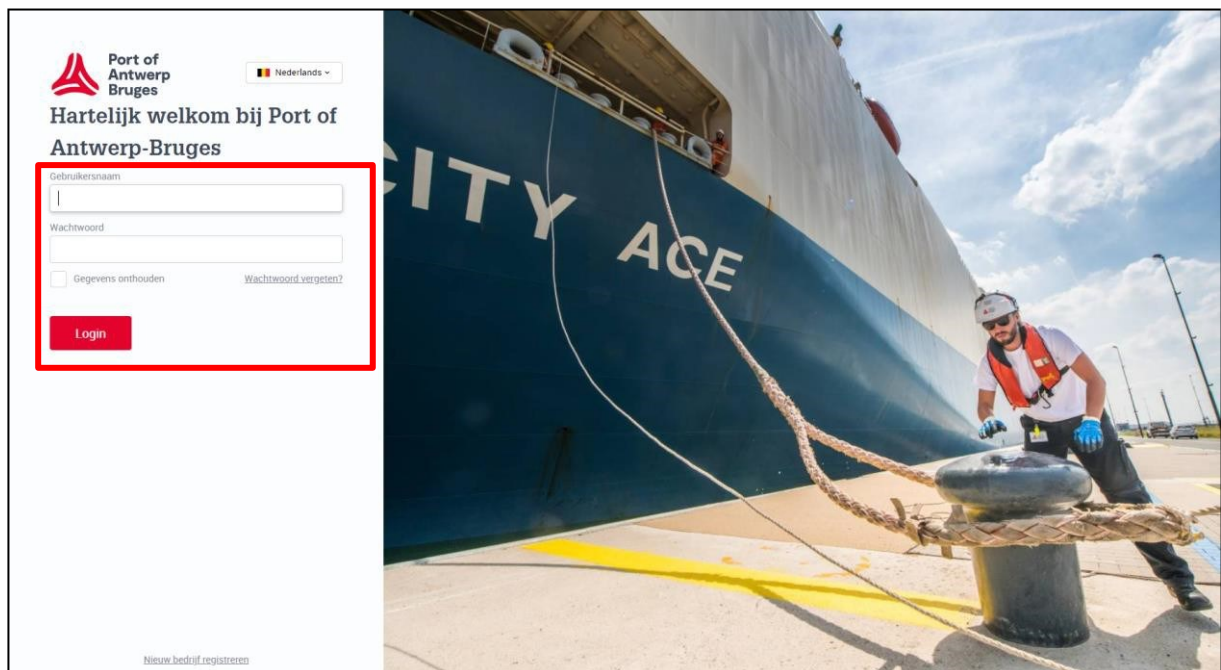 Port of
Antwerp
Bruges
Nederlands
Hartelijk welkom bij Port of
Antwerp-Bruges
Gebruikersnaam
Wachtwoord
Gegevens onthouden
Wachtwoord vergeten?
Login
Nieuw bedrijf registreren
CITY ACE